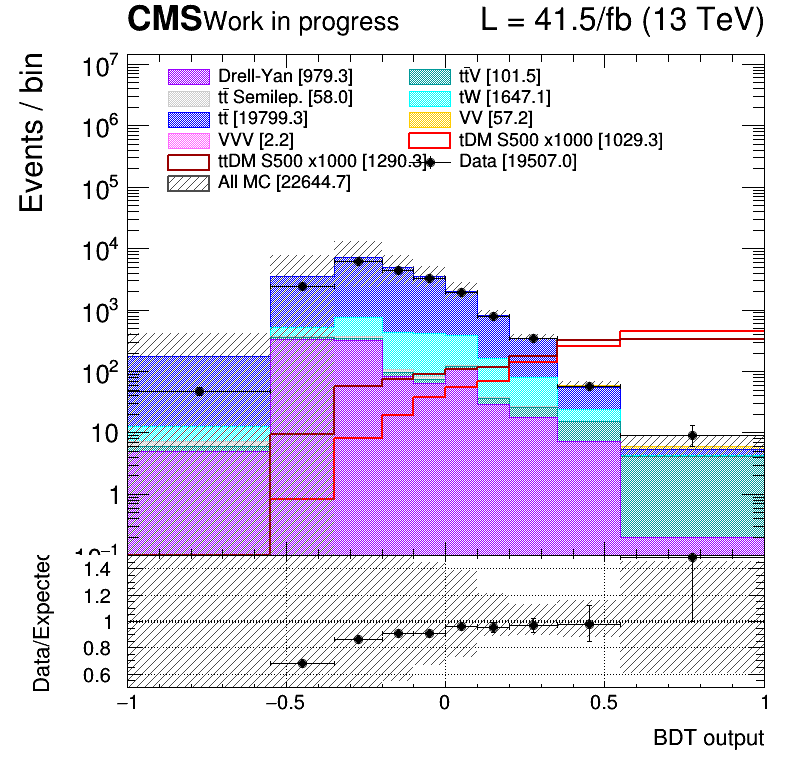 CMS Work in progress L = 41.5/fb (13 TeV)
Events / bin
10⁷
10⁶
10⁵
10⁴
10³
10²
10
1
10⁻¹
Drell-Yan [979.3] tt̄V [101.5]
tt̄ Semilep. [58.0] tW [1647.1]
tt̄ [19799.3] VV [57.2]
VVV [2.2] tDM S500 x1000 [1029.3]
ttDM S500 x1000 [1290.3] Data [19507.0]
All MC [22644.7]
Data/Expected
1.4
1.2
1
0.8
0.6
−1 −0.5 0 0.5 1
BDT output